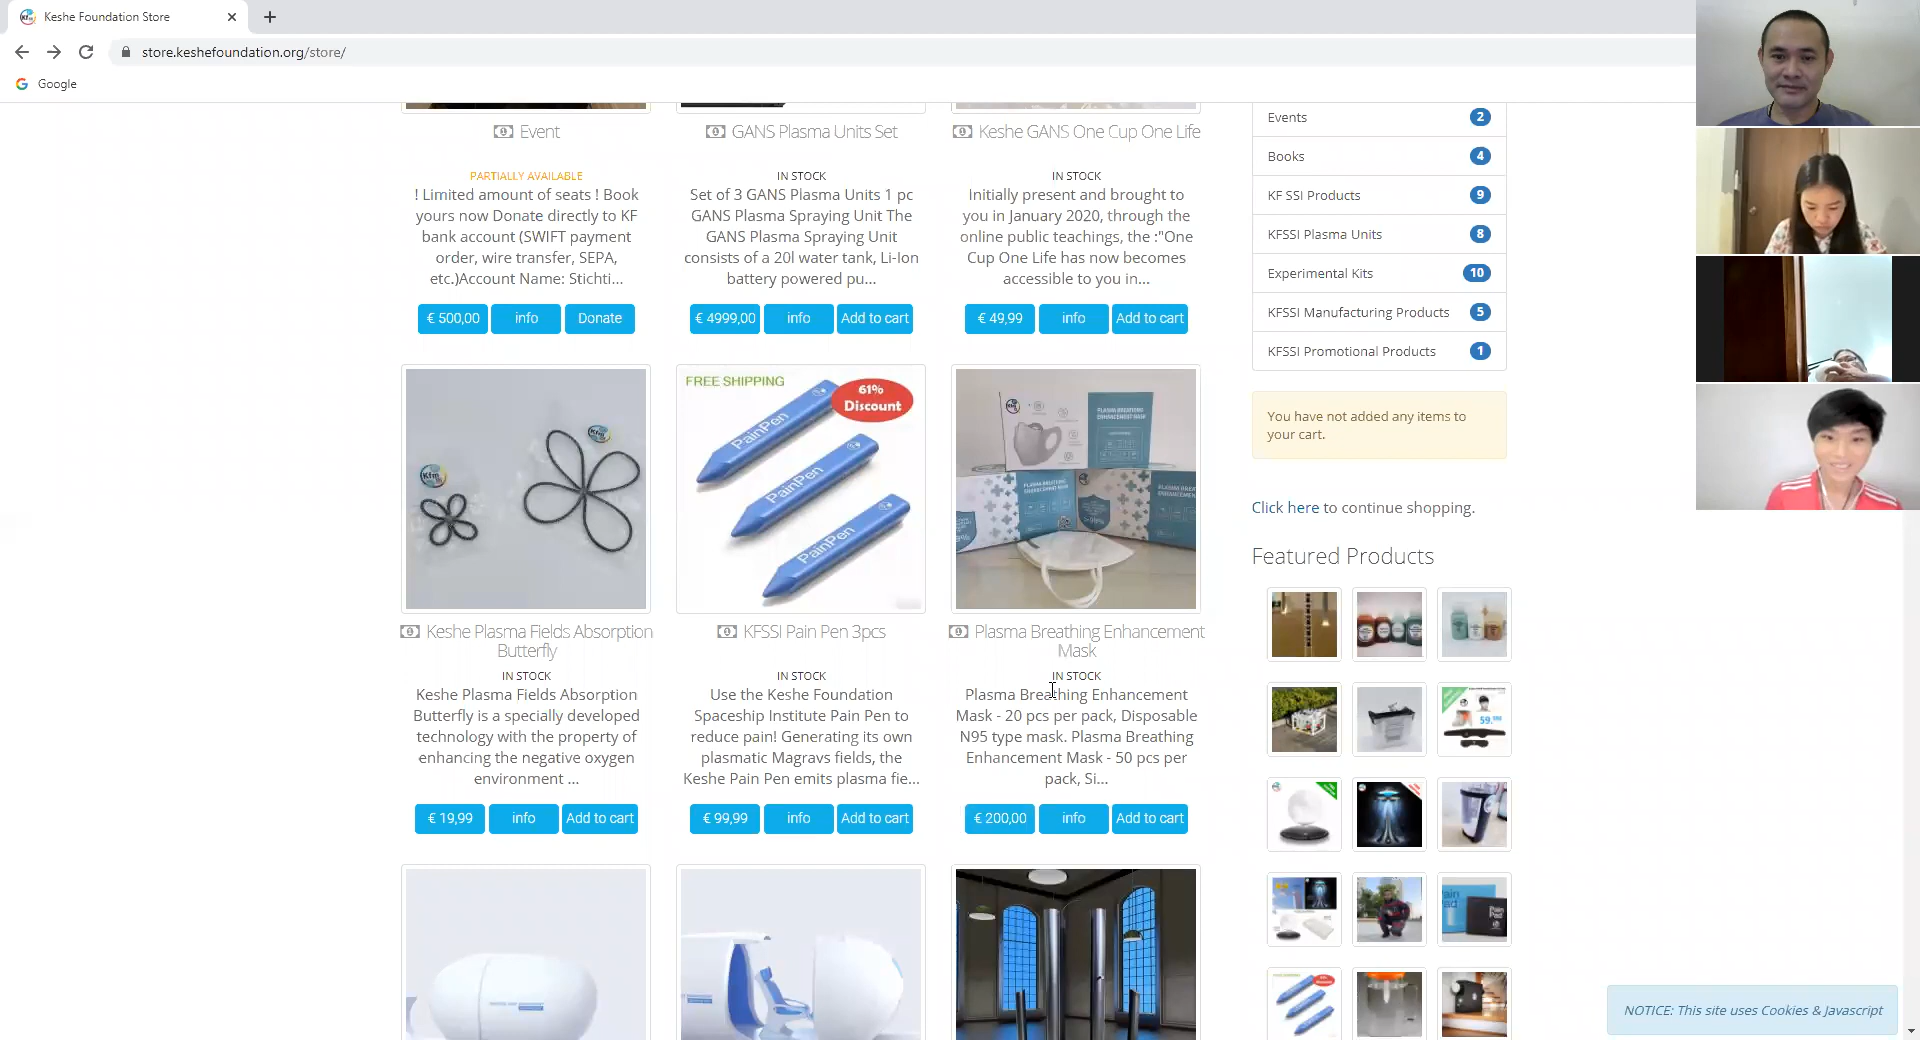 Keshe Foundation Store
store.keshefoundation.org/store/
Google
Event
PARTIALLY AVAILABLE
! Limited amount of seats ! Book
yours now Donate directly to KF
bank account (SWIFT payment
order, wire transfer, SEPA,
etc.)Account Name: Stichti...
€ 500,00 info Donate
GANS Plasma Units Set
IN STOCK
Set of 3 GANS Plasma Units 1 pc
GANS Plasma Spraying Unit The
GANS Plasma Spraying Unit
consists of a 20l water tank, Li-Ion
battery powered pu...
€ 4999,00 info Add to cart
Keshe GANS One Cup One Life
IN STOCK
Initially present and brought to
you in January 2020, through the
online public teachings, the :"One
Cup One Life has now becomes
accessible to you in...
€ 49,99 info Add to cart
Keshe Plasma Fields Absorption
Butterfly
IN STOCK
Keshe Plasma Fields Absorption
Butterfly is a specially developed
technology with the property of
enhancing the negative oxygen
environment ...
€ 19,99 info Add to cart
FREE SHIPPING
61%
Discount
PainPen
PainPen
PainPen
KFSSI Pain Pen 3pcs
IN STOCK
Use the Keshe Foundation
Spaceship Institute Pain Pen to
reduce pain! Generating its own
plasmatic Magravs fields, the
Keshe Pain Pen emits plasma fie...
€ 99,99 info Add to cart
PLASMA BREATHING
ENHANCEMENT MASK
Plasma Breathing Enhancement
Mask
IN STOCK
Plasma Breathing Enhancement
Mask - 20 pcs per pack, Disposable
N95 type mask. Plasma Breathing
Enhancement Mask - 50 pcs per
pack, Si...
€ 200,00 info Add to cart
Events 2
Books 4
KF SSI Products 9
KFSSI Plasma Units 8
Experimental Kits 10
KFSSI Manufacturing Products 5
KFSSI Promotional Products 1
You have not added any items to
your cart.
Click here to continue shopping.
Featured Products
59.
Pain
Pad
NOTICE: This site uses Cookies & Javascript